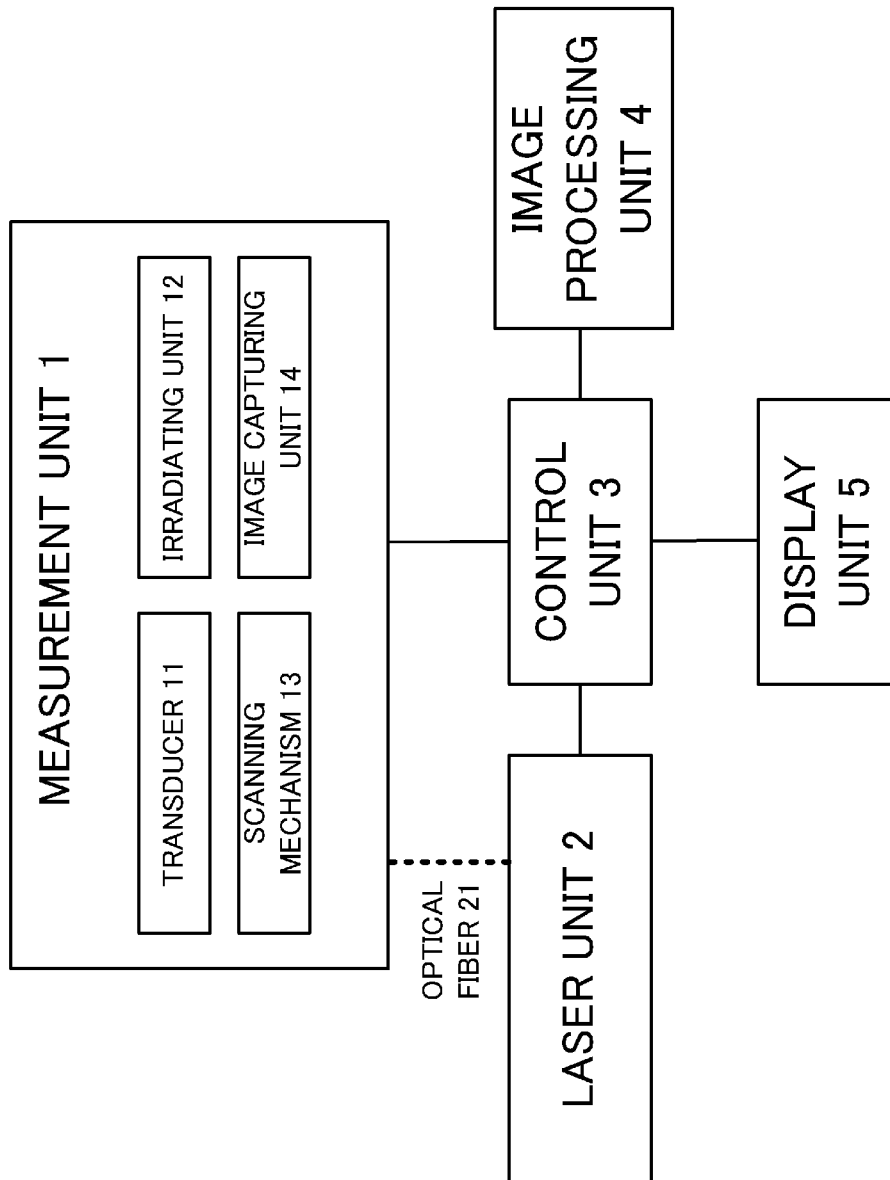 MEASUREMENT UNIT 1
TRANSDUCER 11
IRRADIATING UNIT 12
SCANNING
MECHANISM 13
IMAGE CAPTURING
UNIT 14
OPTICAL
FIBER 21
LASER UNIT 2
CONTROL
UNIT 3
IMAGE
PROCESSING
UNIT 4
DISPLAY
UNIT 5